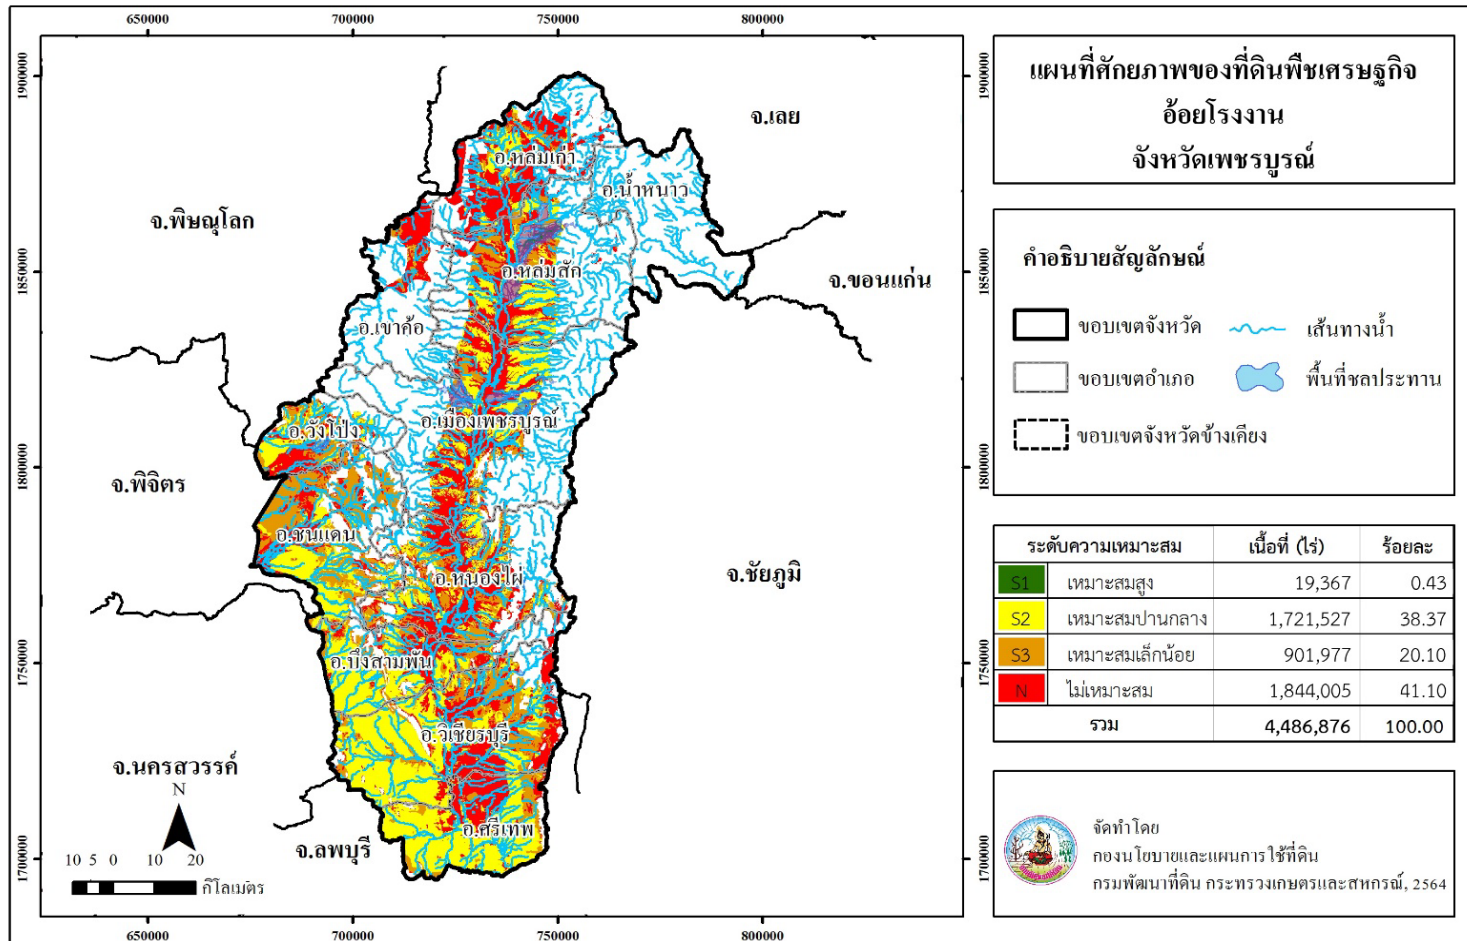 แผนที่ศักยภาพของที่ดินพืชเศรษฐกิจ
อ้อยโรงงาน
จังหวัดเพชรบูรณ์
650000 700000 750000 800000
1900000 1850000 1800000 1750000 1700000
จ.เลย
อ.หล่มเก่า
อ.น้ำหนาว
จ.พิษณุโลก
อ.หล่มสัก
จ.ขอนแก่น
อ.เขาค้อ
อ.เมืองเพชรบูรณ์
อ.วังโป่ง
จ.พิจิตร
อ.ชนแดน
จ.ชัยภูมิ
อ.หนองไผ่
อ.บึงสามพัน
อ.วิเชียรบุรี
จ.นครสวรรค์
อ.ศรีเทพ
จ.ลพบุรี
N
10 5 0 10 20
กิโลเมตร
650000 700000 750000 800000
1900000 1850000 1800000 1750000 1700000
คำอธิบายสัญลักษณ์
ขอบเขตจังหวัด เส้นทางน้ำ
ขอบเขตอำเภอ พื้นที่ชลประทาน
ขอบเขตจังหวัดข้างเคียง
ระดับความเหมาะสม เนื้อที่ (ไร่) ร้อยละ
S1 เหมาะสมสูง 19,367 0.43
S2 เหมาะสมปานกลาง 1,721,527 38.37
S3 เหมาะสมเล็กน้อย 901,977 20.10
N ไม่เหมาะสม 1,844,005 41.10
รวม 4,486,876 100.00
จัดทำโดย
กองนโยบายและแผนการใช้ที่ดิน
กรมพัฒนาที่ดิน กระทรวงเกษตรและสหกรณ์, 2564